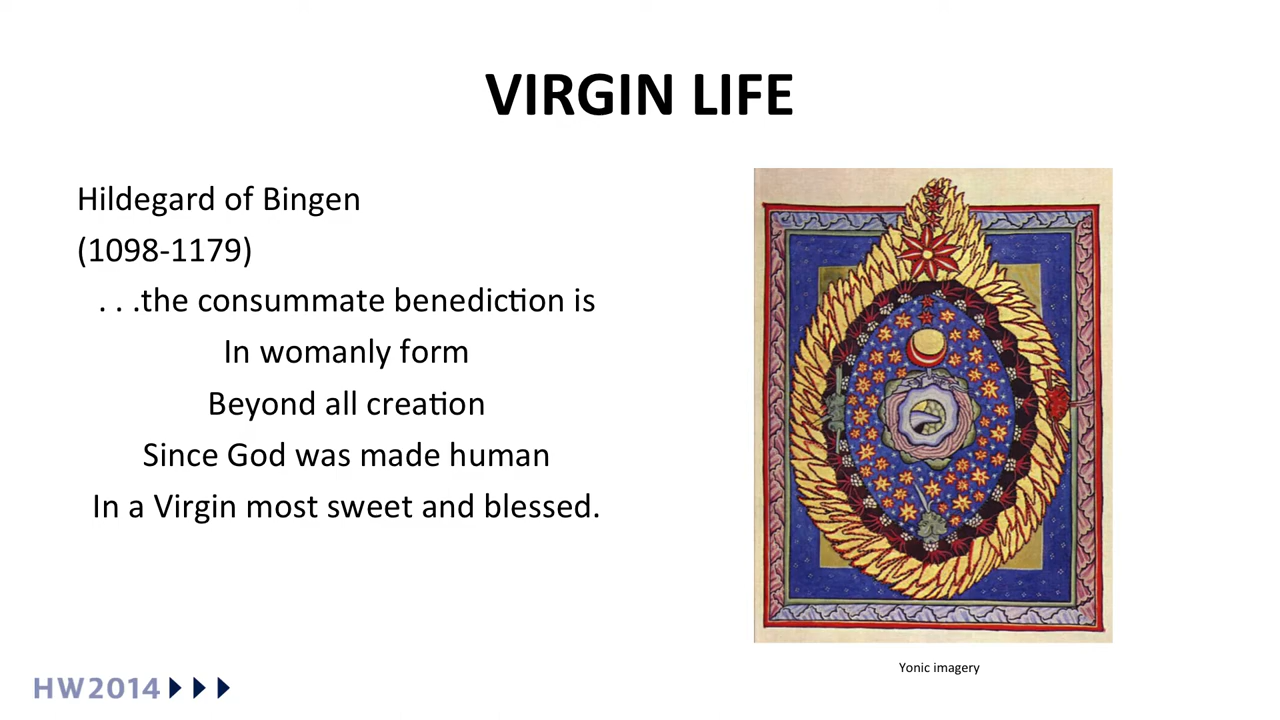 VIRGIN LIFE
Hildegard of Bingen
(1098-1179)
. . .the consummate benediction is
In womanly form
Beyond all creation
Since God was made human
In a Virgin most sweet and blessed.
Yonic imagery
HW2014